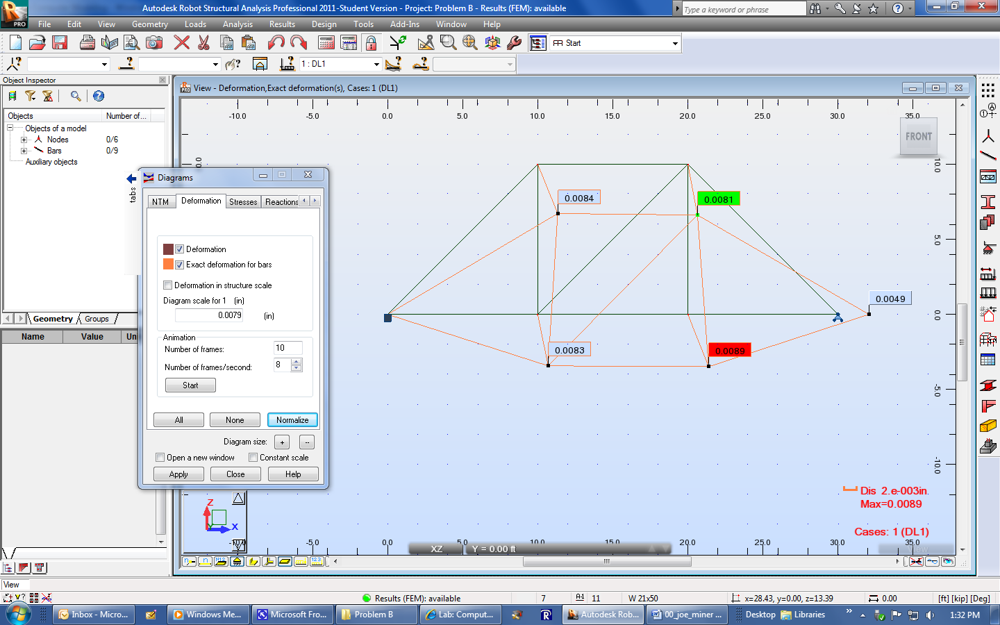 Autodesk Robot Structural Analysis Professional 2011-Student Version - Project: Problem B - Results (FEM): available
Type a keyword or phrase
PRO
File Edit View Geometry Loads Analysis Results Design Tools Add-Ins Window Help
Start
1 : DL1
Object Inspector
View - Deformation,Exact deformation(s), Cases: 1 (DL1)
Objects Number of...
Objects of a model
Nodes 0/6
Bars 0/9
Auxiliary objects
-10.0 -5.0 0.0 5.0 10.0 15.0 20.0 25.0 30.0 35.0
FRONT
10.0
5.0
0.0
-5.0
-10.0
tabs
Diagrams
NTM Deformation Stresses Reactions
Deformation
Exact deformation for bars
Deformation in structure scale
Diagram scale for 1 (in)
0.0079 (in)
Animation
Number of frames: 10
Number of frames/second: 8
Start
All None Normalize
Diagram size: + --
Open a new window Constant scale
Apply Close Help
0.0084
0.0081
0.0049
0.0083
0.0089
Geometry Groups
Name Value Un
Dis 2.e-003in.
Max=0.0089
Cases: 1 (DL1)
Z
Y X
-10.0 -5.0 0.0 5.0 10.0 15.0 20.0 25.0 30.0 35.0
XZ Y = 0.00 ft
View
View
Results (FEM): available 7 11 W 21x50 x=28.43, y=0.00, z=13.39 0.00 [ft] [kip] [Deg]
Inbox - Micro... Windows Me... Microsoft Fro... Problem B Lab: Comput... Autodesk Rob... 00_joe_miner ... Desktop Libraries 1:32 PM